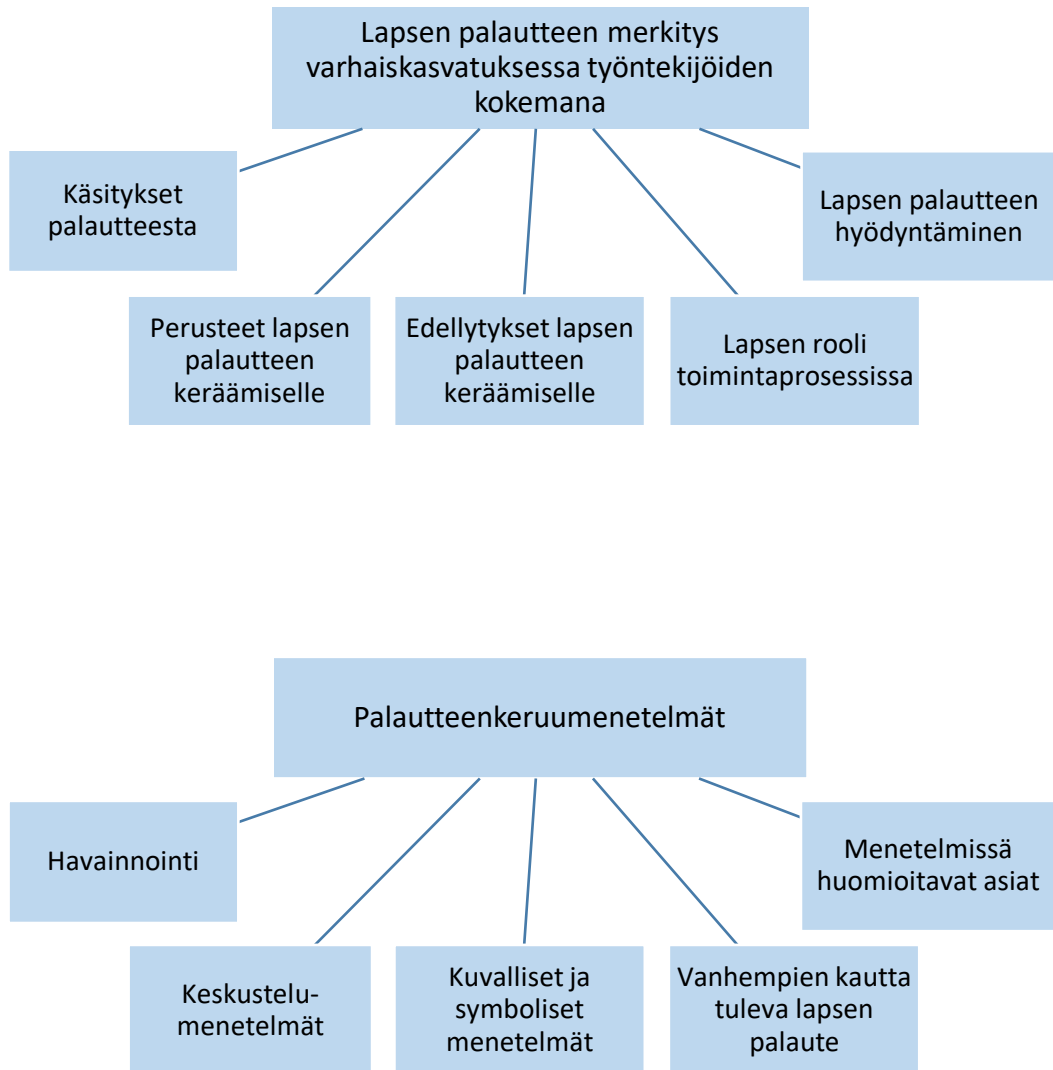 Lapsen palautteen merkitys
varhaiskasvatuksessa työntekijöiden
kokemana
Käsitykset
palautteesta
Perusteet lapsen
palautteen
keräämiselle
Edellytykset lapsen
palautteen
keräämiselle
Lapsen rooli
toimintaprosessissa
Lapsen palautteen
hyödyntäminen
Palautteenkeruumenetelmät
Havainnointi
Keskustelu-
menetelmät
Kuvalliset ja
symboliset
menetelmät
Vanhempien kautta
tuleva lapsen
palaute
Menetelmissä
huomioitavat asiat